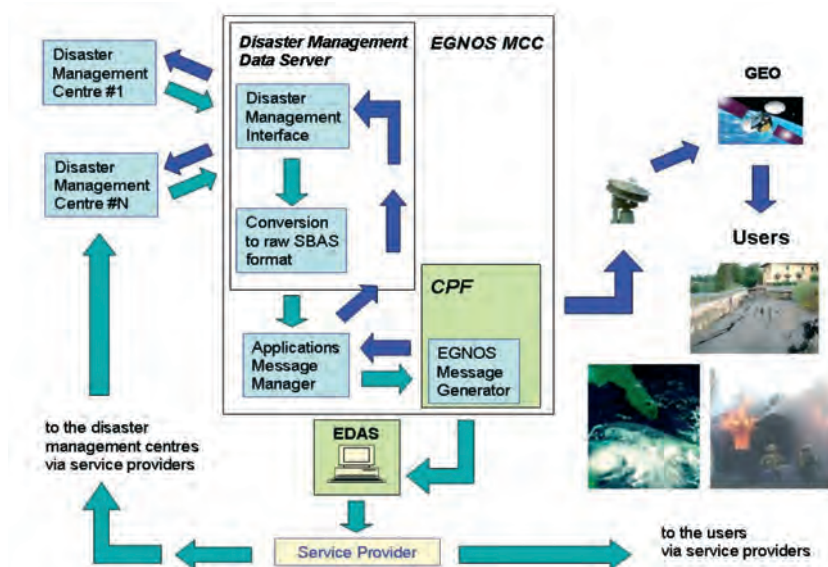 Disaster
Management
Centre #1
Disaster
Management
Centre #N
Disaster Management
Data Server
EGNOS MCC
Disaster
Management
Interface
Conversion
to raw SBAS
format
Applications
Message
Manager
CPF
EGNOS
Message
Generator
GEO
Users
to the disaster
management centres
via service providers
EDAS
Service Provider
to the users
via service providers